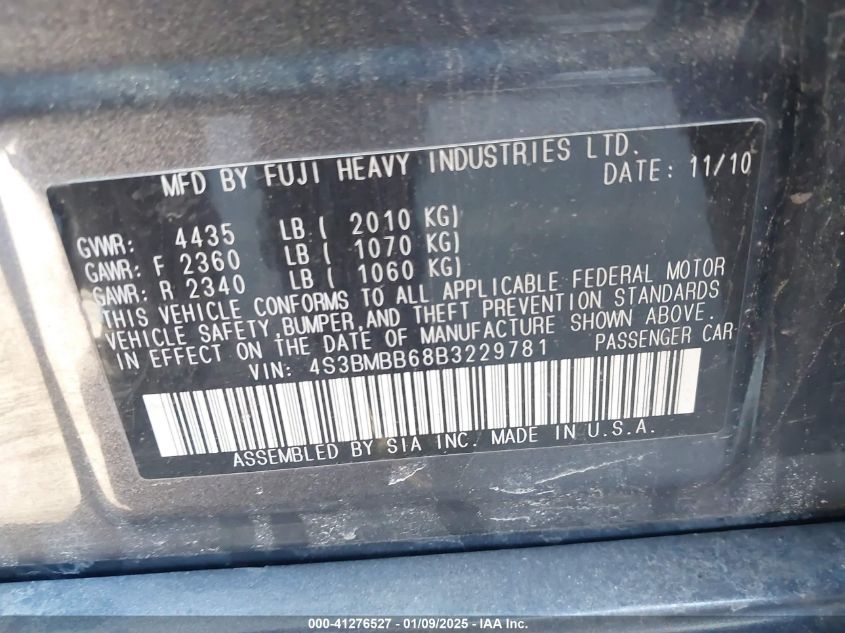 MFD BY FUJI HEAVY INDUSTRIES LTD.
DATE: 11/10
GVWR: 4435 LB ( 2010 KG)
GAWR: F 2360 LB ( 1070 KG)
GAWR: R 2340 LB ( 1060 KG)
THIS VEHICLE CONFORMS TO ALL APPLICABLE FEDERAL MOTOR
VEHICLE SAFETY, BUMPER, AND THEFT PREVENTION STANDARDS
IN EFFECT ON THE DATE OF MANUFACTURE SHOWN ABOVE.
VIN: 4S3BMBB68B3229781 PASSENGER CAR
ASSEMBLED BY SIA INC. MADE IN U.S.A.
000-41276527 - 01/09/2025 - IAA, Inc.